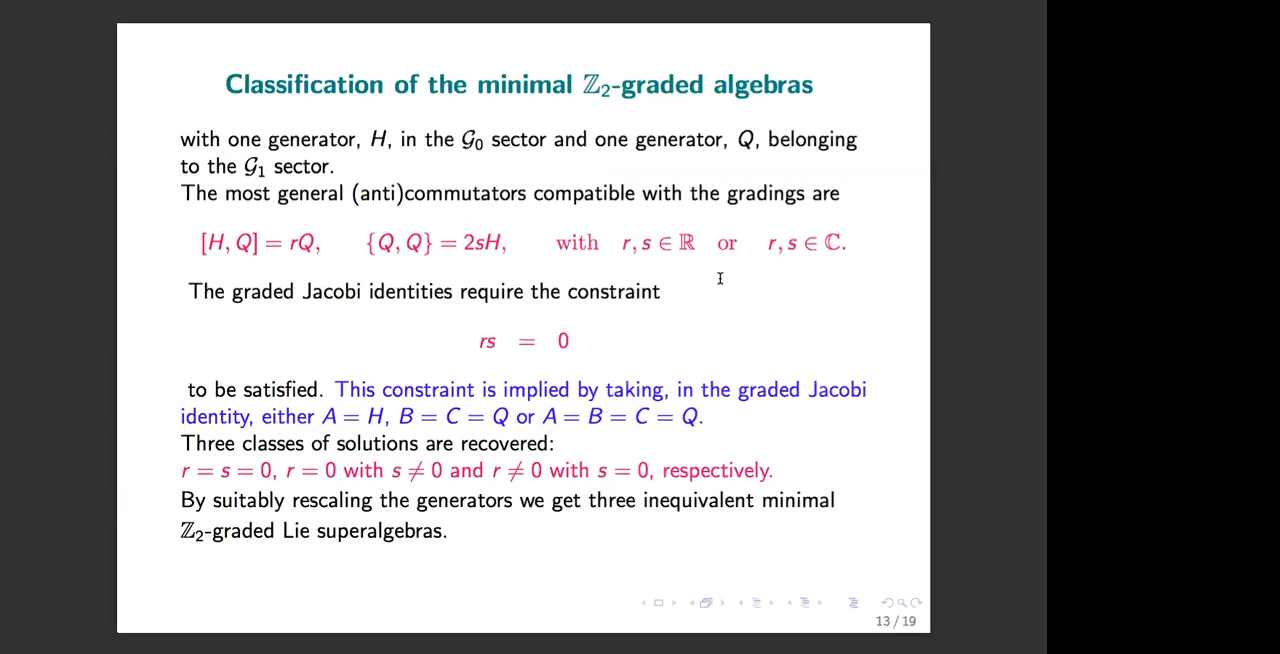 Classification of the minimal ℤ₂-graded algebras
with one generator, H, in the 𝒢₀ sector and one generator, Q, belonging
to the 𝒢₁ sector.
The most general (anti)commutators compatible with the gradings are
[H, Q] = rQ, {Q, Q} = 2sH, with r, s ∈ ℝ or r, s ∈ ℂ.
The graded Jacobi identities require the constraint
rs = 0
to be satisfied. This constraint is implied by taking, in the graded Jacobi
identity, either A = H, B = C = Q or A = B = C = Q.
Three classes of solutions are recovered:
r = s = 0, r = 0 with s ≠ 0 and r ≠ 0 with s = 0, respectively.
By suitably rescaling the generators we get three inequivalent minimal
ℤ₂-graded Lie superalgebras.
13 / 19